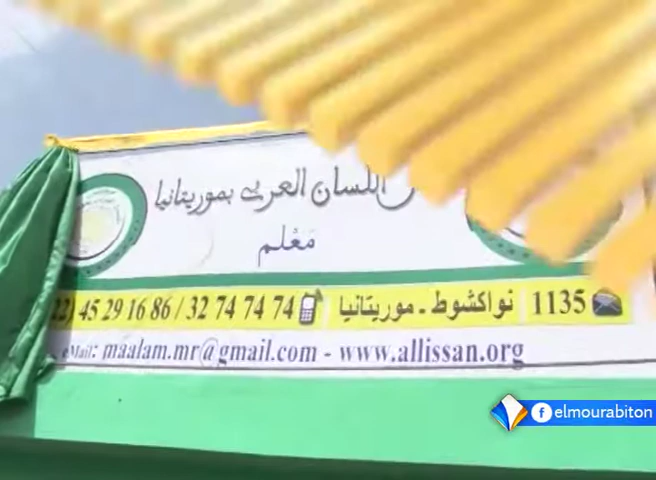 اللسان العربي بموريتانيا
مَعْلم
22) 45 29 16 86 / 32 74 74 74 نواكشوط - موريتانيا 1135
eMail: maalam.mr@gmail.com - www.allissan.org
elmourabiton